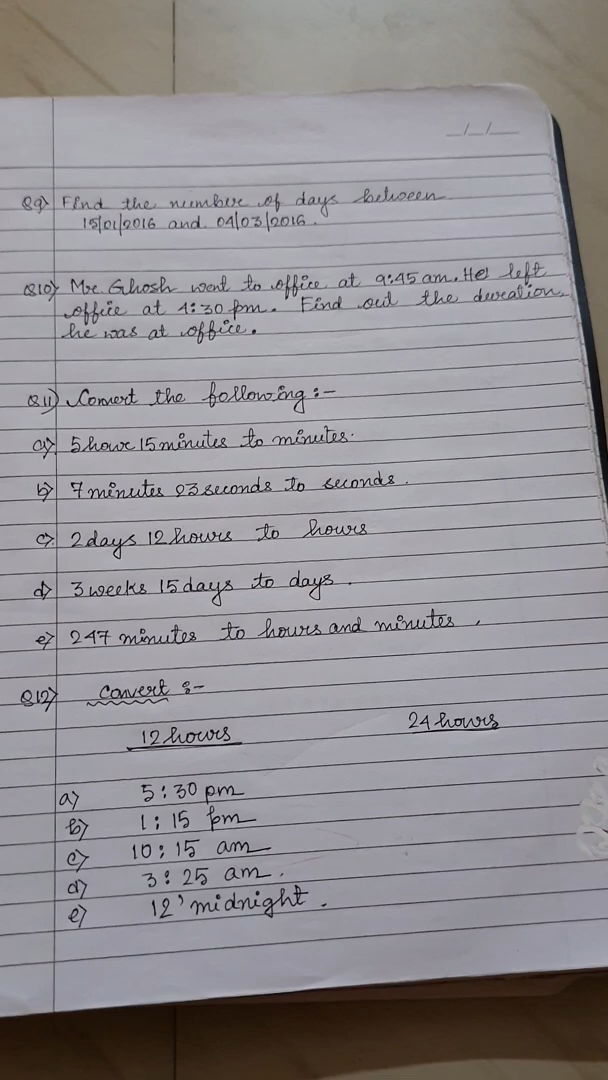 _/_/__
Q9> Find the number of days between
15/01/2016 and 04/03/2016.
Q10> Mr. Ghosh went to office at 9:45 am. He left
office at 4:30 pm. Find out the duration
he was at office.
Q11> Convert the following :-
a> 5 hour 15 minutes to minutes.
b> 7 minutes 23 seconds to seconds.
c> 2 days 12 hours to hours
d> 3 weeks 15 days to days.
e> 247 minutes to hours and minutes.
Q12> Convert :-
12 hours 24 hours
a> 5:30 pm
b> 1:15 pm
c> 10:15 am
d> 3:25 am.
e> 12' midnight.